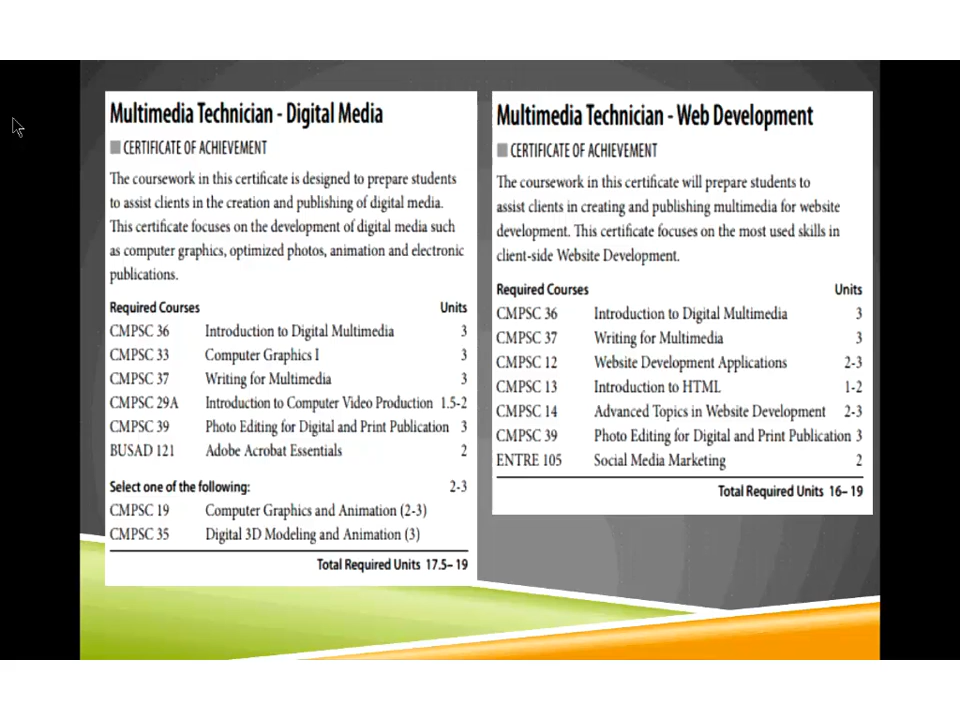 Multimedia Technician - Digital Media
CERTIFICATE OF ACHIEVEMENT
The coursework in this certificate is designed to prepare students
to assist clients in the creation and publishing of digital media.
This certificate focuses on the development of digital media such
as computer graphics, optimized photos, animation and electronic
publications.
Required Courses Units
CMPSC 36 Introduction to Digital Multimedia 3
CMPSC 33 Computer Graphics I 3
CMPSC 37 Writing for Multimedia 3
CMPSC 29A Introduction to Computer Video Production 1.5-2
CMPSC 39 Photo Editing for Digital and Print Publication 3
BUSAD 121 Adobe Acrobat Essentials 2
Select one of the following: 2-3
CMPSC 19 Computer Graphics and Animation (2-3)
CMPSC 35 Digital 3D Modeling and Animation (3)
Total Required Units 17.5– 19
Multimedia Technician - Web Development
CERTIFICATE OF ACHIEVEMENT
The coursework in this certificate will prepare students to
assist clients in creating and publishing multimedia for website
development. This certificate focuses on the most used skills in
client-side Website Development.
Required Courses Units
CMPSC 36 Introduction to Digital Multimedia 3
CMPSC 37 Writing for Multimedia 3
CMPSC 12 Website Development Applications 2-3
CMPSC 13 Introduction to HTML 1-2
CMPSC 14 Advanced Topics in Website Development 2-3
CMPSC 39 Photo Editing for Digital and Print Publication 3
ENTRE 105 Social Media Marketing 2
Total Required Units 16– 19